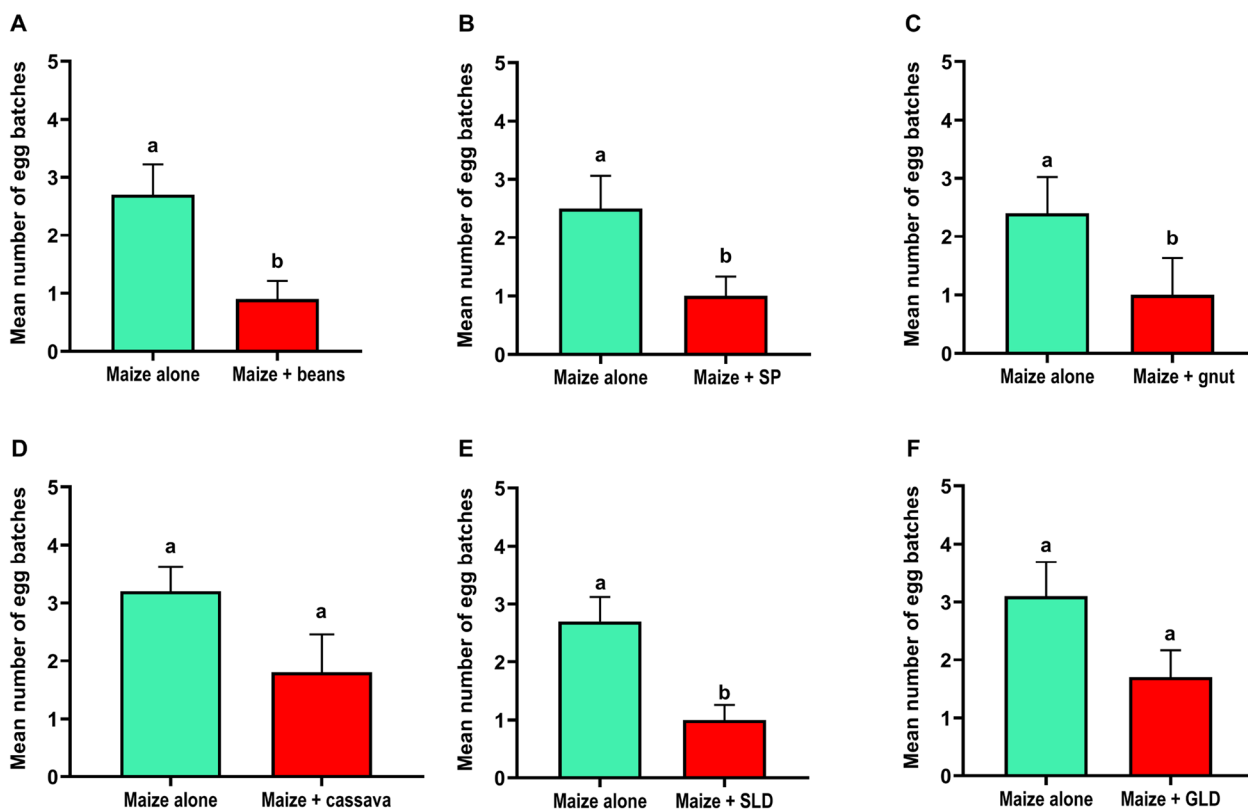 A
Mean number of egg batches
5
4
3
2
1
0
a
b
Maize alone
Maize + beans
B
Mean number of egg batches
5
4
3
2
1
0
a
b
Maize alone
Maize + SP
C
Mean number of egg batches
5
4
3
2
1
0
a
b
Maize alone
Maize + gnut
D
Mean number of egg batches
5
4
3
2
1
0
a
a
Maize alone
Maize + cassava
E
Mean number of egg batches
5
4
3
2
1
0
a
b
Maize alone
Maize + SLD
F
Mean number of egg batches
5
4
3
2
1
0
a
a
Maize alone
Maize + GLD